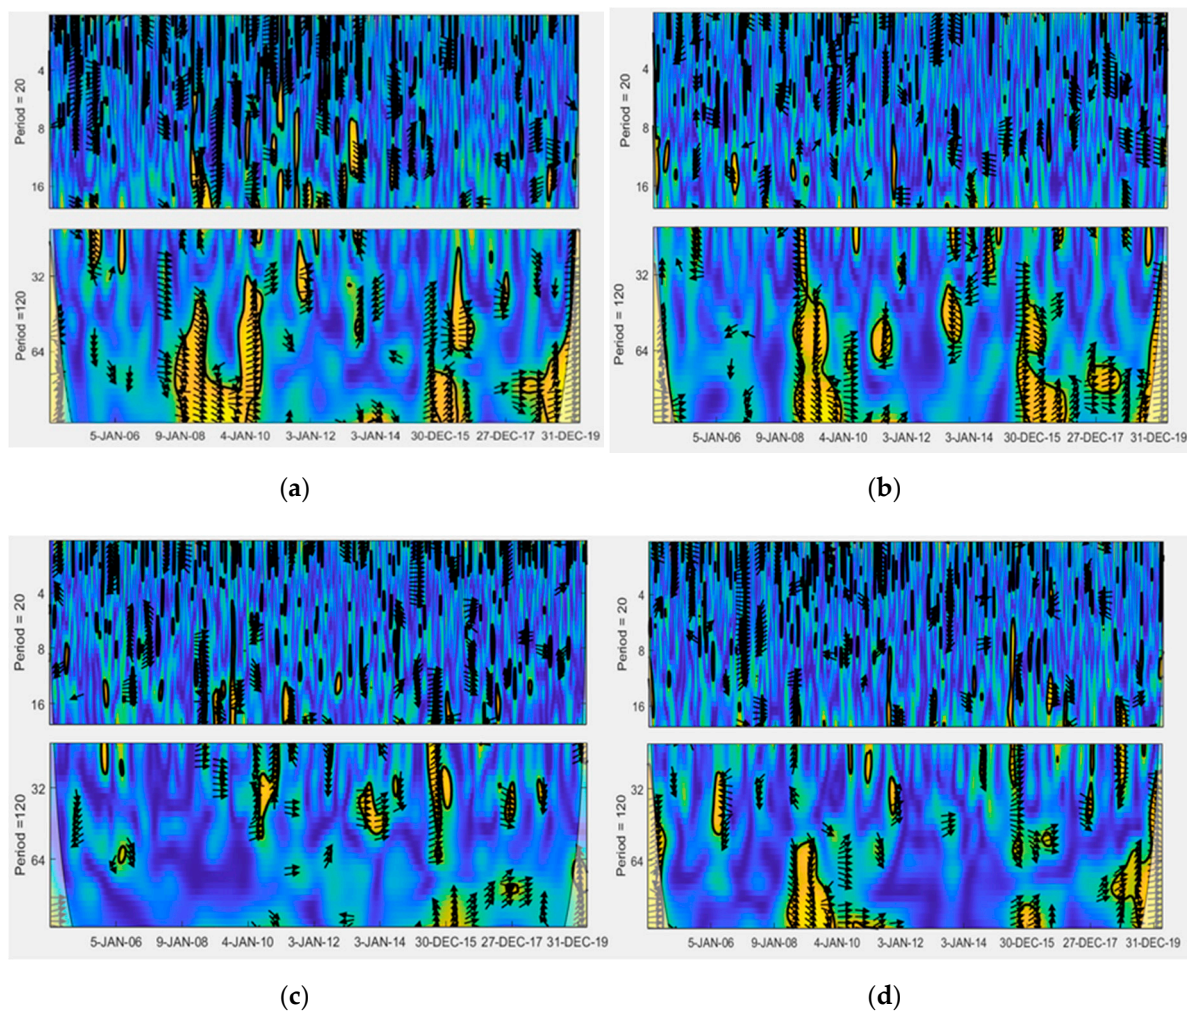 4
8
16
Period = 20
32
64
Period =120
5-JAN-06 9-JAN-08 4-JAN-10 3-JAN-12 3-JAN-14 30-DEC-15 27-DEC-17 31-DEC-19
(a)
4
8
16
Period = 20
32
64
Period = 120
5-JAN-06 9-JAN-08 4-JAN-10 3-JAN-12 3-JAN-14 30-DEC-15 27-DEC-17 31-DEC-19
(b)
4
8
16
Period = 20
32
64
Period =120
5-JAN-06 9-JAN-08 4-JAN-10 3-JAN-12 3-JAN-14 30-DEC-15 27-DEC-17 31-DEC-19
(c)
4
8
16
Period = 20
32
64
Period = 120
5-JAN-06 9-JAN-08 4-JAN-10 3-JAN-12 3-JAN-14 30-DEC-15 27-DEC-17 31-DEC-19
(d)